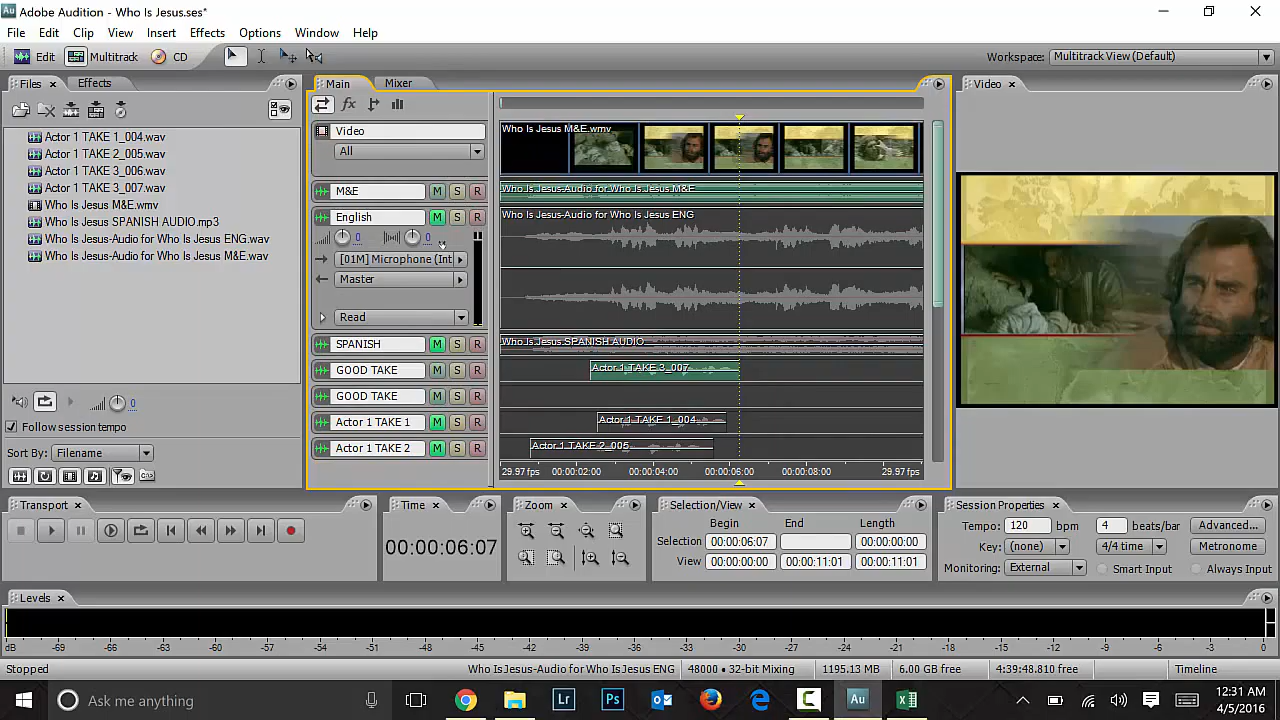 Au Adobe Audition - Who Is Jesus.ses*
File Edit Clip View Insert Effects Options Window Help
Edit Multitrack CD
Workspace: Multitrack View (Default)
Files Effects
Actor 1 TAKE 1_004.wav
Actor 1 TAKE 2_005.wav
Actor 1 TAKE 3_006.wav
Actor 1 TAKE 3_007.wav
Who Is Jesus M&E.wmv
Who Is Jesus SPANISH AUDIO.mp3
Who Is Jesus-Audio for Who Is Jesus ENG.wav
Who Is Jesus-Audio for Who Is Jesus M&E.wav
0
Follow session tempo
Sort By: Filename
Main Mixer
fx
Video
All
Who Is Jesus M&E.wmv
M&E M S R
Who Is Jesus-Audio for Who Is Jesus M&E
English M S R
Who Is Jesus-Audio for Who Is Jesus ENG
0 0
[01M] Microphone (Int
Master
Read
SPANISH M S R
Who Is Jesus SPANISH AUDIO
GOOD TAKE M S R
Actor 1 TAKE 3_007
GOOD TAKE M S R
Actor 1 TAKE 1 M S R
Actor 1 TAKE 1_004
Actor 1 TAKE 2 M S R
Actor 1 TAKE 2_005
29.97 fps 00:00:02:00 00:00:04:00 00:00:06:00 00:00:08:00 29.97 fps
Video
Transport
Time
00:00:06:07
Zoom
Selection/View
Begin End Length
Selection 00:00:06:07 00:00:00:00
View 00:00:00:00 00:00:11:01 00:00:11:01
Session Properties
Tempo: 120 bpm 4 beats/bar Advanced...
Key: (none) 4/4 time Metronome
Monitoring: External Smart Input Always Input
Levels
dB -69 -66 -63 -60 -57 -54 -51 -48 -45 -42 -39 -36 -33 -30 -27 -24 -21 -18 -15 -12 -9 -6 -3 0
Stopped
Who Is Jesus-Audio for Who Is Jesus ENG 48000 • 32-bit Mixing 1195.13 MB 6.00 GB free 4:39:48.810 free Timeline
Ask me anything
Lr Ps Au
12:31 AM
4/5/2016